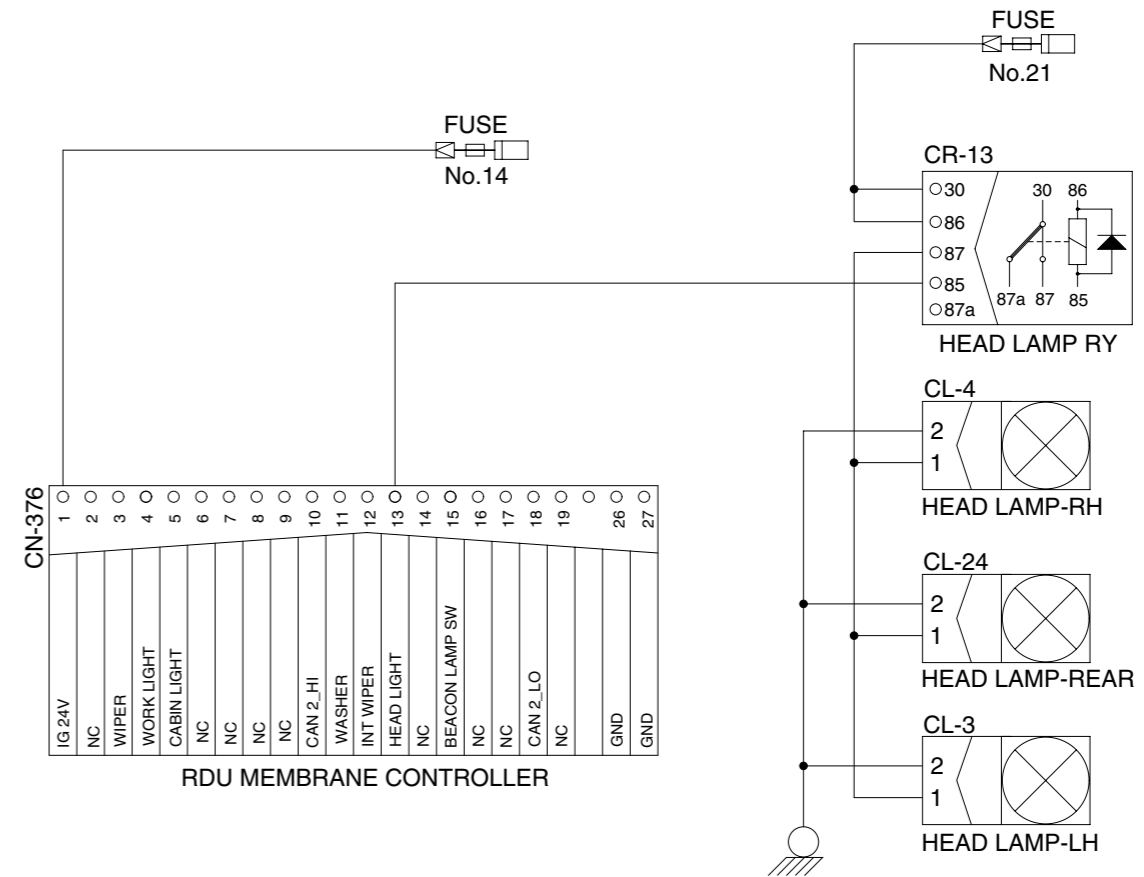 FUSE
No.21
FUSE
No.14
CR-13
30
86
87
85
87a
30 86
87a 87 85
HEAD LAMP RY
CL-4
2
1
HEAD LAMP-RH
CL-24
2
1
HEAD LAMP-REAR
CL-3
2
1
HEAD LAMP-LH
CN-376
1 2 3 4 5 6 7 8 9 10 11 12 13 14 15 16 17 18 19 26 27
IG 24V
NC
WIPER
WORK LIGHT
CABIN LIGHT
NC
NC
NC
NC
CAN 2_HI
WASHER
INT WIPER
HEAD LIGHT
NC
BEACON LAMP SW
NC
NC
CAN 2_LO
NC
GND
GND
RDU MEMBRANE CONTROLLER